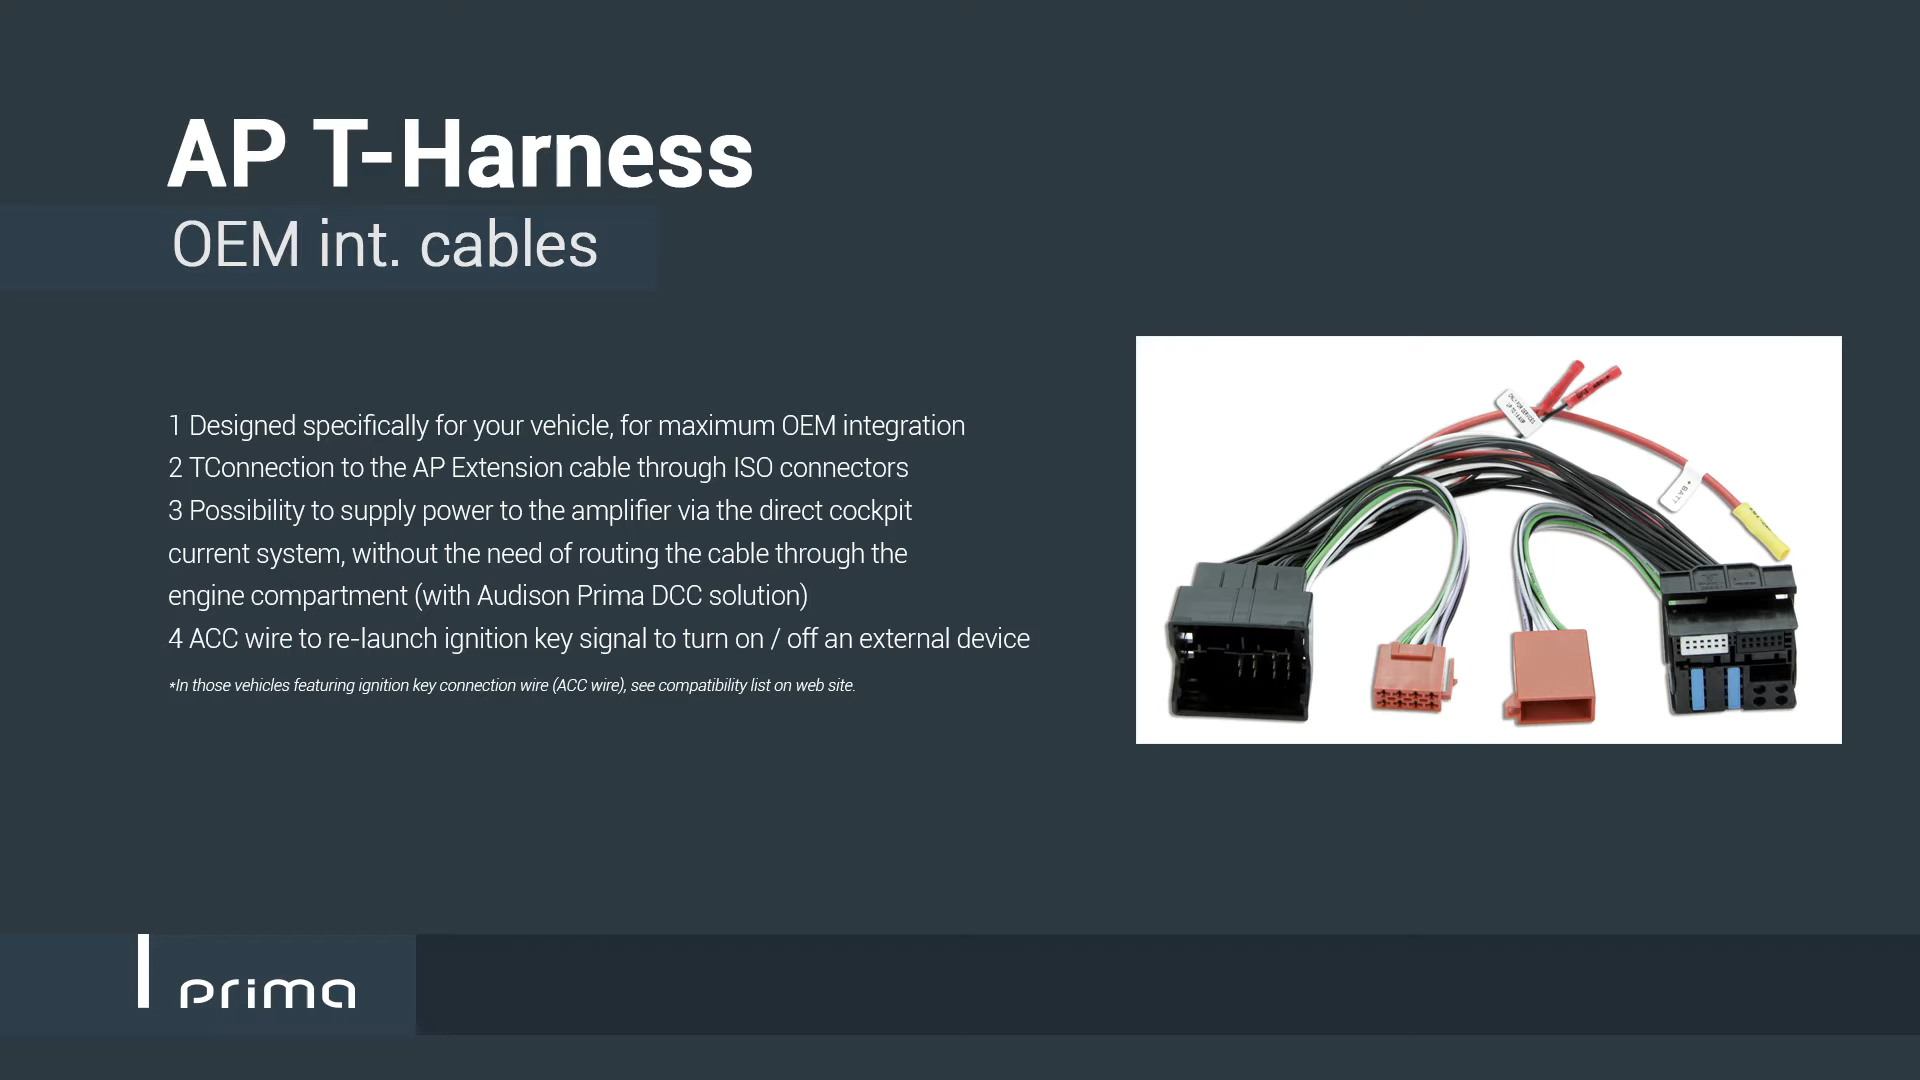 AP T-Harness
OEM int. cables
1 Designed specifically for your vehicle, for maximum OEM integration
2 TConnection to the AP Extension cable through ISO connectors
3 Possibility to supply power to the amplifier via the direct cockpit
current system, without the need of routing the cable through the
engine compartment (with Audison Prima DCC solution)
4 ACC wire to re-launch ignition key signal to turn on / off an external device
*In those vehicles featuring ignition key connection wire (ACC wire), see compatibility list on web site.
+ BATT
prima